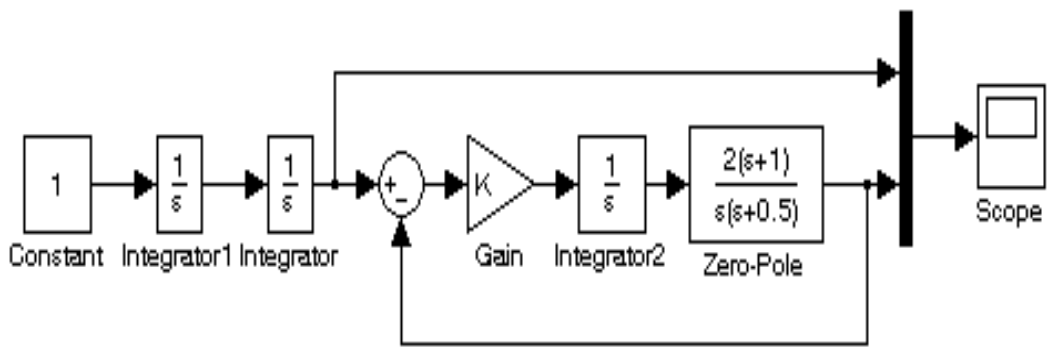 1
Constant
1
s
Integrator1
1
s
Integrator
+
−
K
Gain
1
s
Integrator2
2(s+1)
s(s+0.5)
Zero-Pole
Scope